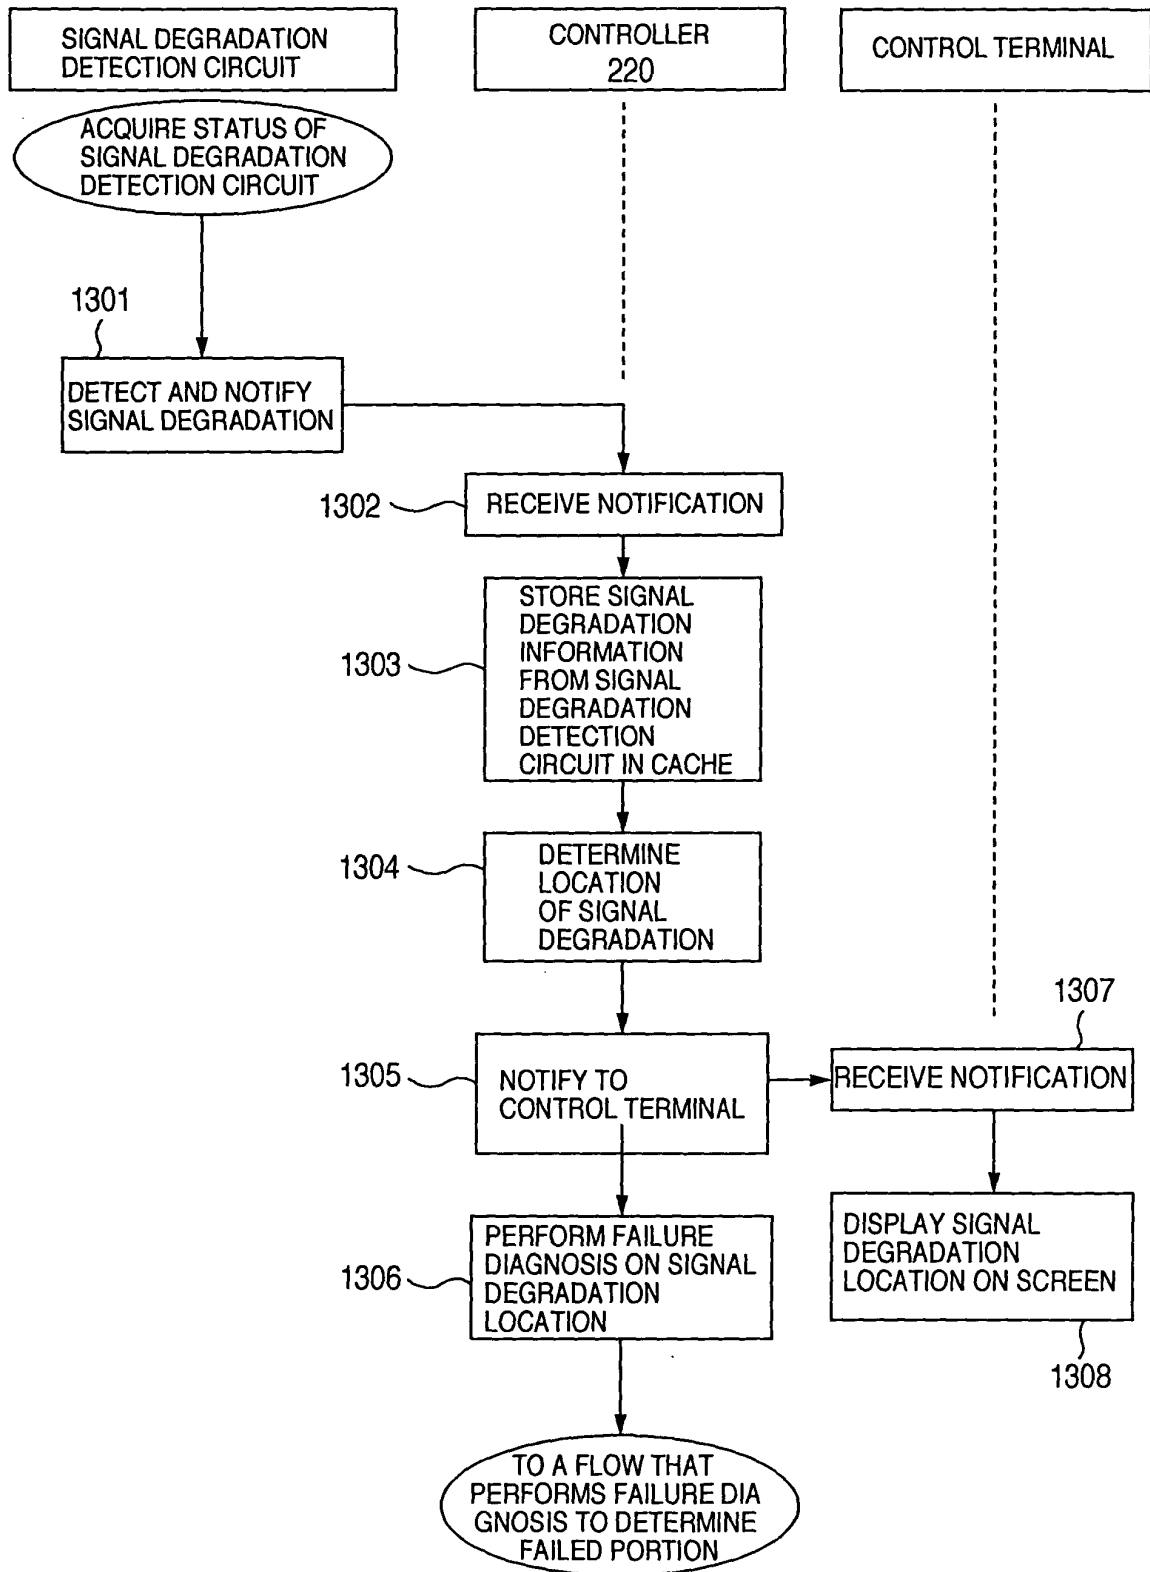 SIGNAL DEGRADATION
DETECTION CIRCUIT
CONTROLLER
220
CONTROL TERMINAL
ACQUIRE STATUS OF
SIGNAL DEGRADATION
DETECTION CIRCUIT
1301
DETECT AND NOTIFY
SIGNAL DEGRADATION
1302
RECEIVE NOTIFICATION
1303
STORE SIGNAL
DEGRADATION
INFORMATION
FROM SIGNAL
DEGRADATION
DETECTION
CIRCUIT IN CACHE
1304
DETERMINE
LOCATION
OF SIGNAL
DEGRADATION
1305
NOTIFY TO
CONTROL TERMINAL
1307
RECEIVE NOTIFICATION
1306
PERFORM FAILURE
DIAGNOSIS ON SIGNAL
DEGRADATION
LOCATION
DISPLAY SIGNAL
DEGRADATION
LOCATION ON SCREEN
1308
TO A FLOW THAT
PERFORMS FAILURE DIA
GNOSIS TO DETERMINE
FAILED PORTION